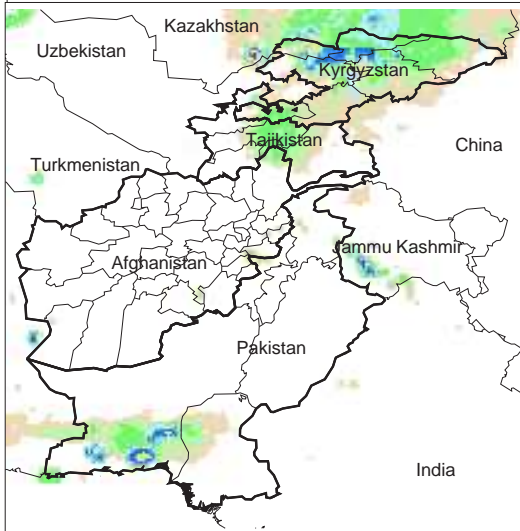 Kazakhstan
Uzbekistan
Kyrgyzstan
Tajikistan
China
Turkmenistan
Jammu Kashmir
Afghanistan
Pakistan
India